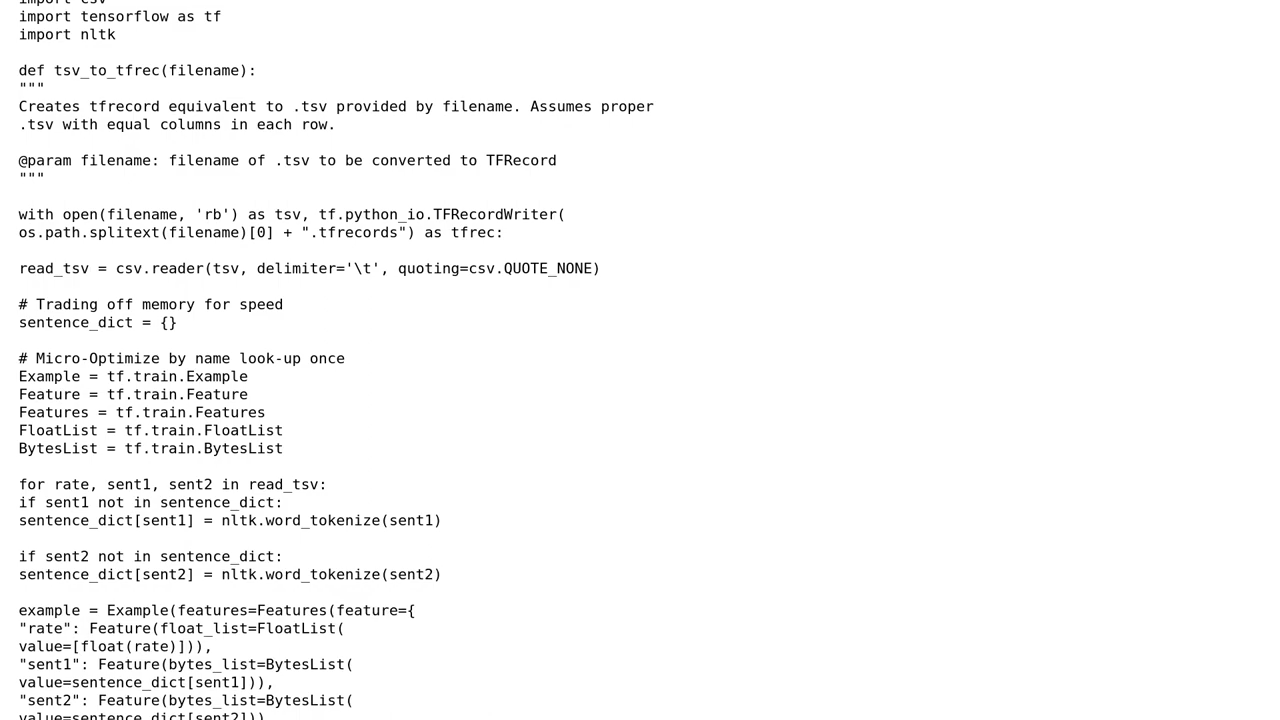 import csv
import tensorflow as tf
import nltk
def tsv_to_tfrec(filename):
"""
Creates tfrecord equivalent to .tsv provided by filename. Assumes proper
.tsv with equal columns in each row.
@param filename: filename of .tsv to be converted to TFRecord
"""
with open(filename, 'rb') as tsv, tf.python_io.TFRecordWriter(
os.path.splitext(filename)[0] + ".tfrecords") as tfrec:
read_tsv = csv.reader(tsv, delimiter='\t', quoting=csv.QUOTE_NONE)
# Trading off memory for speed
sentence_dict = {}
# Micro-Optimize by name look-up once
Example = tf.train.Example
Feature = tf.train.Feature
Features = tf.train.Features
FloatList = tf.train.FloatList
BytesList = tf.train.BytesList
for rate, sent1, sent2 in read_tsv:
if sent1 not in sentence_dict:
sentence_dict[sent1] = nltk.word_tokenize(sent1)
if sent2 not in sentence_dict:
sentence_dict[sent2] = nltk.word_tokenize(sent2)
example = Example(features=Features(feature={
"rate": Feature(float_list=FloatList(
value=[float(rate)])),
"sent1": Feature(bytes_list=BytesList(
value=sentence_dict[sent1])),
"sent2": Feature(bytes_list=BytesList(
value=sentence_dict[sent2]))